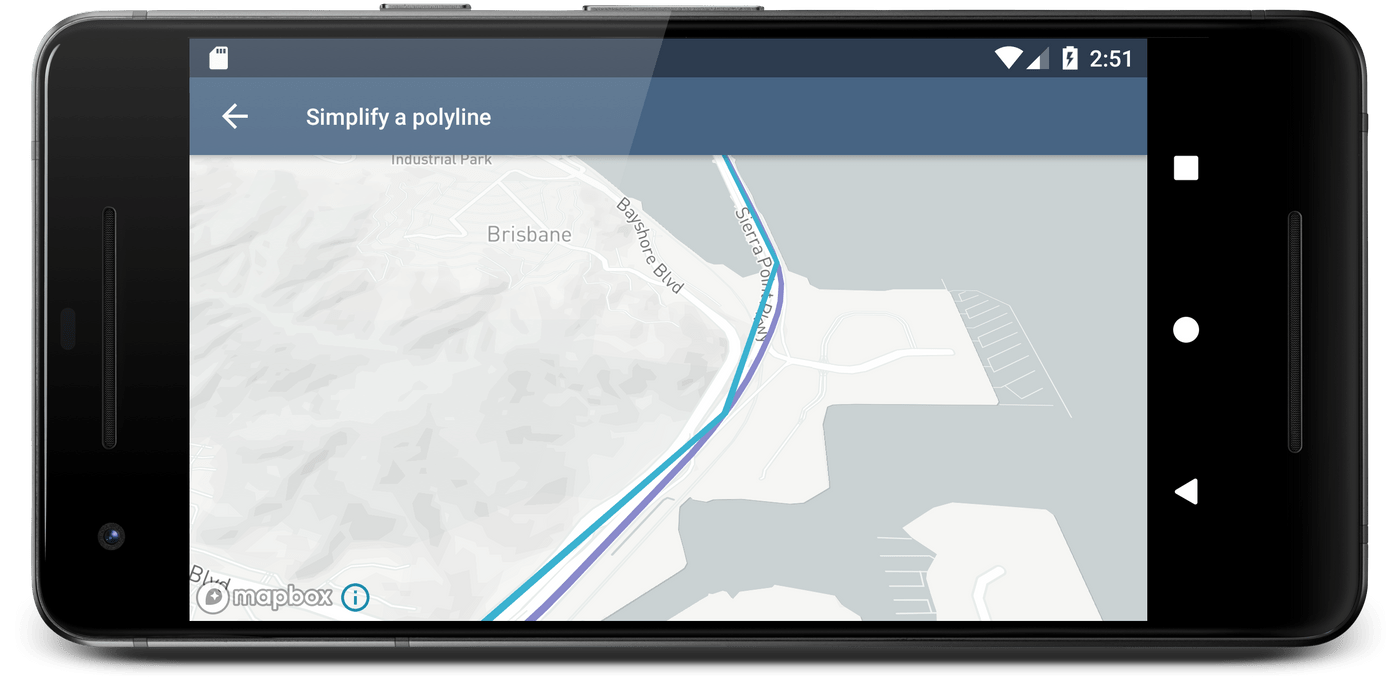 2:51
Simplify a polyline
Industrial Park
Brisbane
Bayshore Blvd
Sierra Point Pkwy
Blvd
mapbox